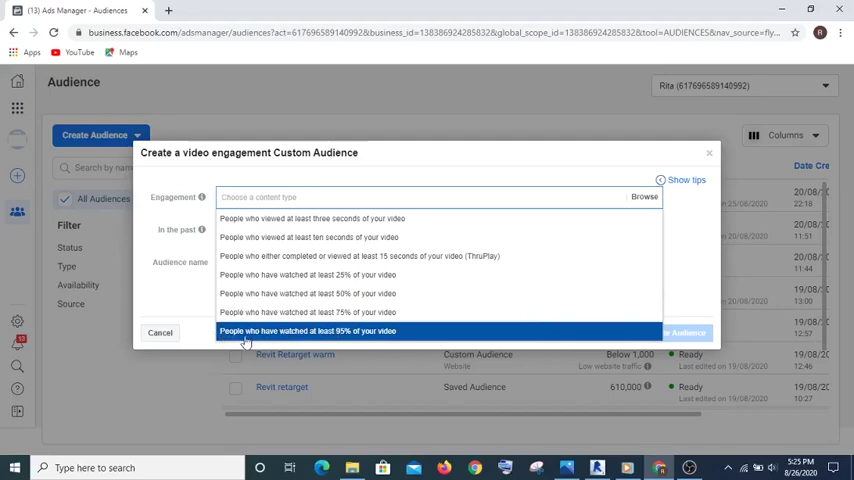 (13) Ads Manager - Audiences
business.facebook.com/adsmanager/audiences?act=617696589140992&business_id=138386924285832&global_scope_id=138386924285832&tool=AUDIENCES&nav_source=fly...
R
Apps YouTube Maps
Audience
Rita (617696589140992)
Create Audience
Columns
Create a video engagement Custom Audience
Search by name
Date Cre
Show tips
All Audiences
Engagement
Choose a content type
Browse
20/08/20
22:18
Filter
People who viewed at least three seconds of your video
In the past
People who viewed at least ten seconds of your video
25/08/2020
20/08/20
11:51
Status
Audience name
People who either completed or viewed at least 15 seconds of your video (ThruPlay)
Type
People who have watched at least 25% of your video
20/08/20
11:44
Availability
People who have watched at least 50% of your video
19/08/20
13:00
Source
People who have watched at least 75% of your video
Cancel
People who have watched at least 95% of your video
Audience
Revit Retarget warm
Custom Audience
Website
Below 1,000
Low website traffic
Ready
Last edited on 19/08/2020
19/08/20
12:46
Revit retarget
Saved Audience
610,000
Ready
Last edited on 19/08/2020
19/08/20
10:27
13
Type here to search
5:25 PM
8/26/2020